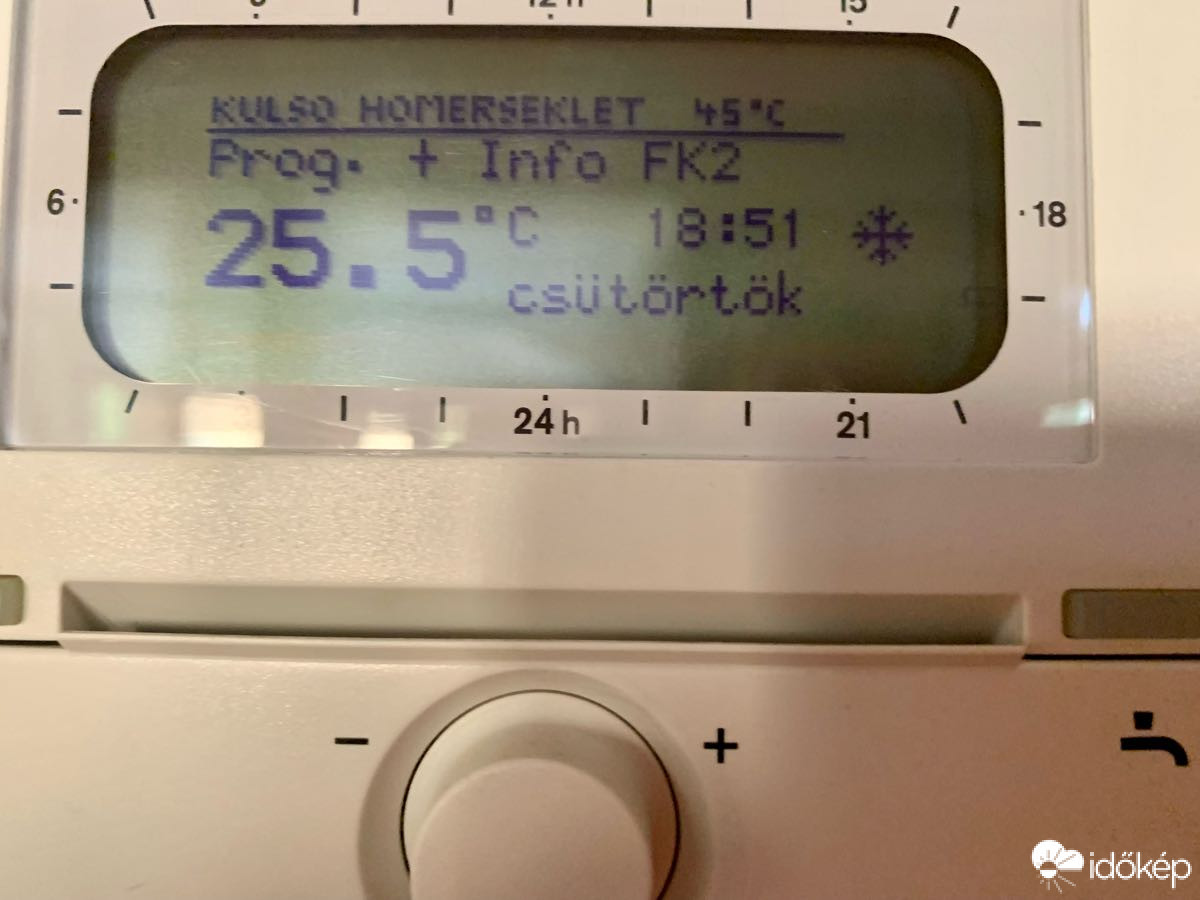 12 h
15
KULSO HOMERSEKLET 45°C
Prog. + Info FK2
6
25.5°C 18:51
18
csütörtök
24 h
21
− +
időkép